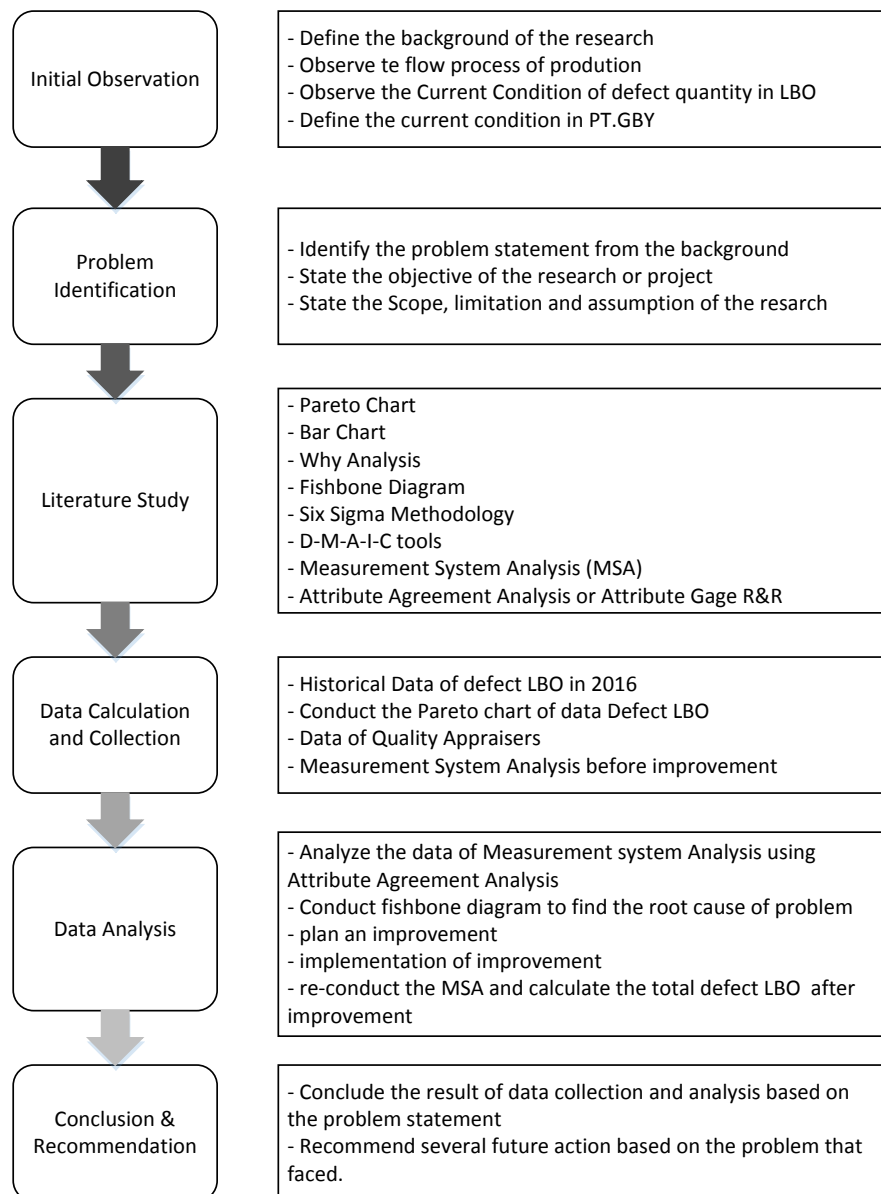 Initial Observation
- Define the background of the research
- Observe te flow process of prodution
- Observe the Current Condition of defect quantity in LBO
- Define the current condition in PT.GBY
Problem
Identification
- Identify the problem statement from the background
- State the objective of the research or project
- State the Scope, limitation and assumption of the resarch
Literature Study
- Pareto Chart
- Bar Chart
- Why Analysis
- Fishbone Diagram
- Six Sigma Methodology
- D-M-A-I-C tools
- Measurement System Analysis (MSA)
- Attribute Agreement Analysis or Attribute Gage R&R
Data Calculation
and Collection
- Historical Data of defect LBO in 2016
- Conduct the Pareto chart of data Defect LBO
- Data of Quality Appraisers
- Measurement System Analysis before improvement
Data Analysis
- Analyze the data of Measurement system Analysis using
Attribute Agreement Analysis
- Conduct fishbone diagram to find the root cause of problem
- plan an improvement
- implementation of improvement
- re-conduct the MSA and calculate the total defect LBO  after
improvement
Conclusion &
Recommendation
- Conclude the result of data collection and analysis based on
the problem statement
- Recommend several future action based on the problem that
faced.